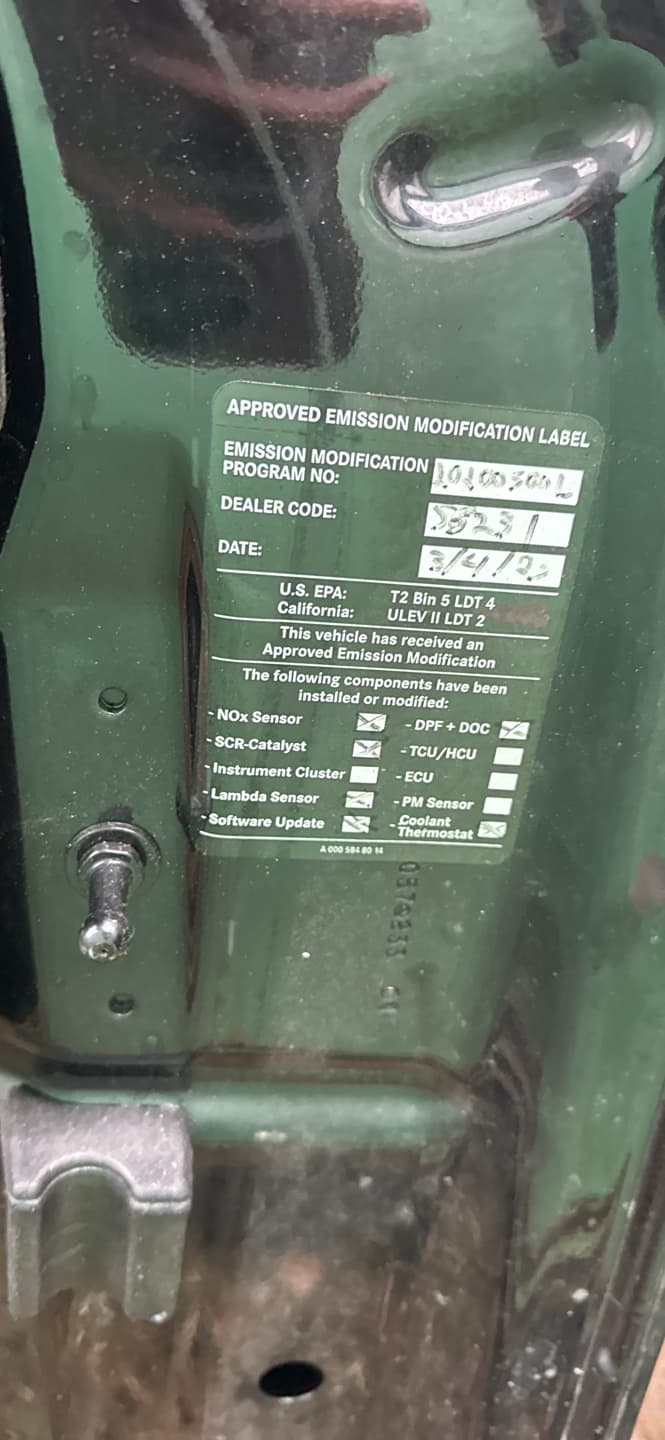 APPROVED EMISSION MODIFICATION LABEL
EMISSION MODIFICATION
PROGRAM NO:
DEALER CODE:
DATE: 3/4/2
U.S. EPA: T2 Bin 5 LDT 4
California: ULEV II LDT 2
This vehicle has received an
Approved Emission Modification
The following components have been
installed or modified:
- NOx Sensor - DPF + DOC
- SCR-Catalyst - TCU/HCU
- Instrument Cluster - ECU
- Lambda Sensor - PM Sensor
- Software Update - Coolant
Thermostat
A 000 584 80 14